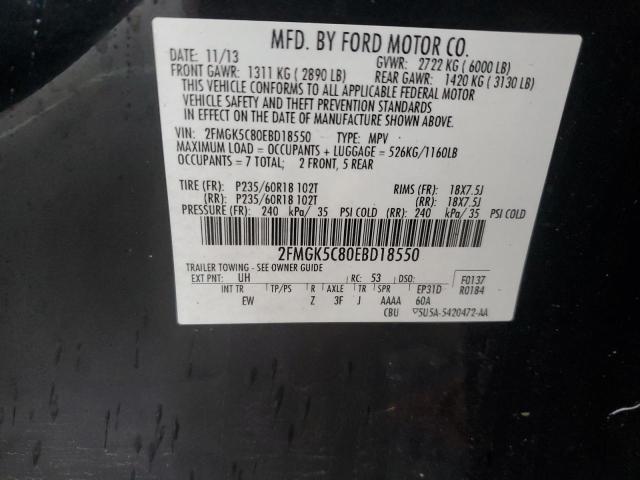 MFD. BY FORD MOTOR CO.
DATE: 11/13 GVWR: 2722 KG ( 6000 LB)
FRONT GAWR: 1311 KG ( 2890 LB) REAR GAWR: 1420 KG ( 3130 LB)
THIS VEHICLE CONFORMS TO ALL APPLICABLE FEDERAL MOTOR
VEHICLE SAFETY AND THEFT PREVENTION STANDARDS
IN EFFECT ON THE DATE OF MANUFACTURE SHOWN ABOVE
VIN: 2FMGK5C80EBD18550 TYPE: MPV
MAXIMUM LOAD = OCCUPANTS + LUGGAGE = 526KG/1160LB
OCCUPANTS = 7 TOTAL; 2 FRONT, 5 REAR
TIRE (FR): P235/60R18 102T RIMS (FR): 18X7.5J
(RR): P235/60R18 102T (RR): 18X7.5J
PRESSURE (FR): 240 kPa/ 35 PSI COLD (RR): 240 kPa/ 35 PSI COLD
2FMGK5C80EBD18550
TRAILER TOWING - SEE OWNER GUIDE
EXT PNT: UH RC: 53 DSO: F0137
INT TR TP/PS R AXLE TR SPR EP31D R0184
EW Z 3F J AAAA 60A
CBU 5U5A-5420472-AA